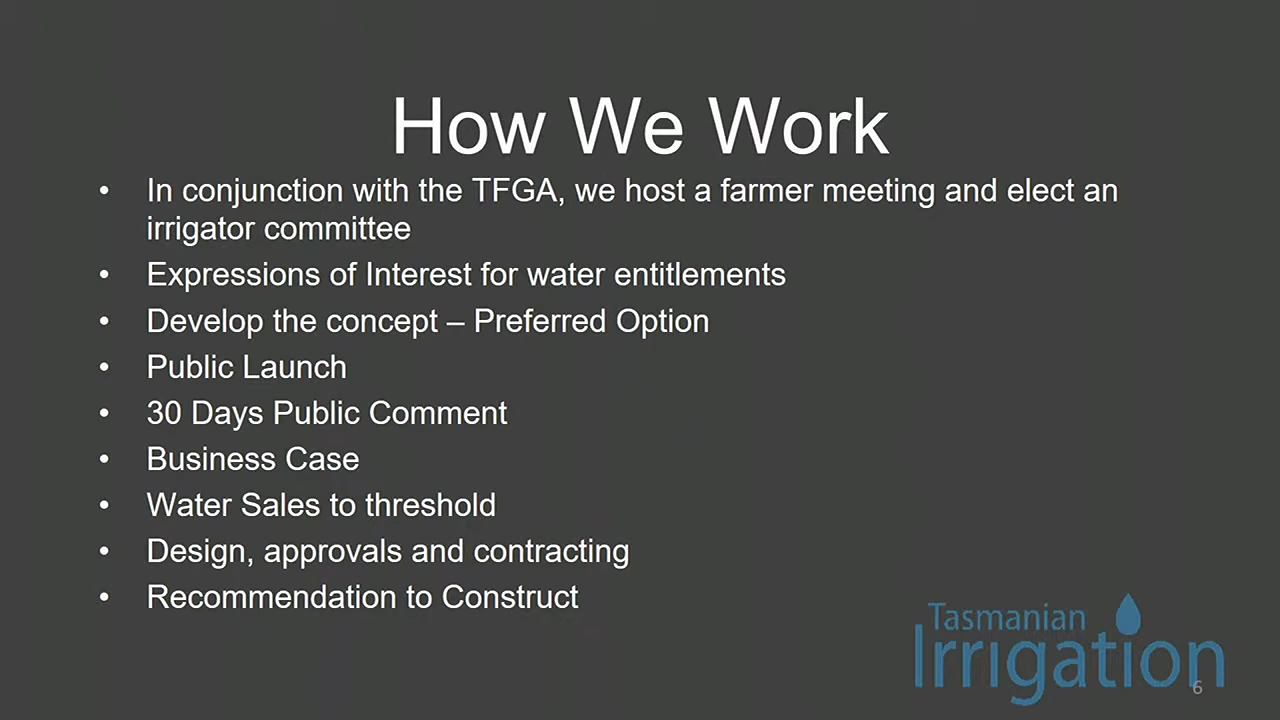 How We Work
• In conjunction with the TFGA, we host a farmer meeting and elect an
irrigator committee
• Expressions of Interest for water entitlements
• Develop the concept – Preferred Option
• Public Launch
• 30 Days Public Comment
• Business Case
• Water Sales to threshold
• Design, approvals and contracting
• Recommendation to Construct
Tasmanian
Irrigation
6